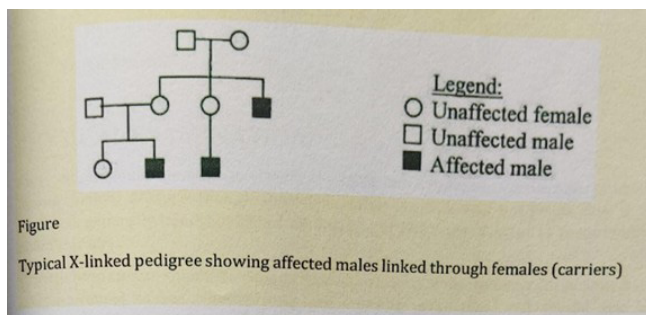 Legend:
Unaffected female
Unaffected male
Affected male
Figure
Typical X-linked pedigree showing affected males linked through females (carriers)